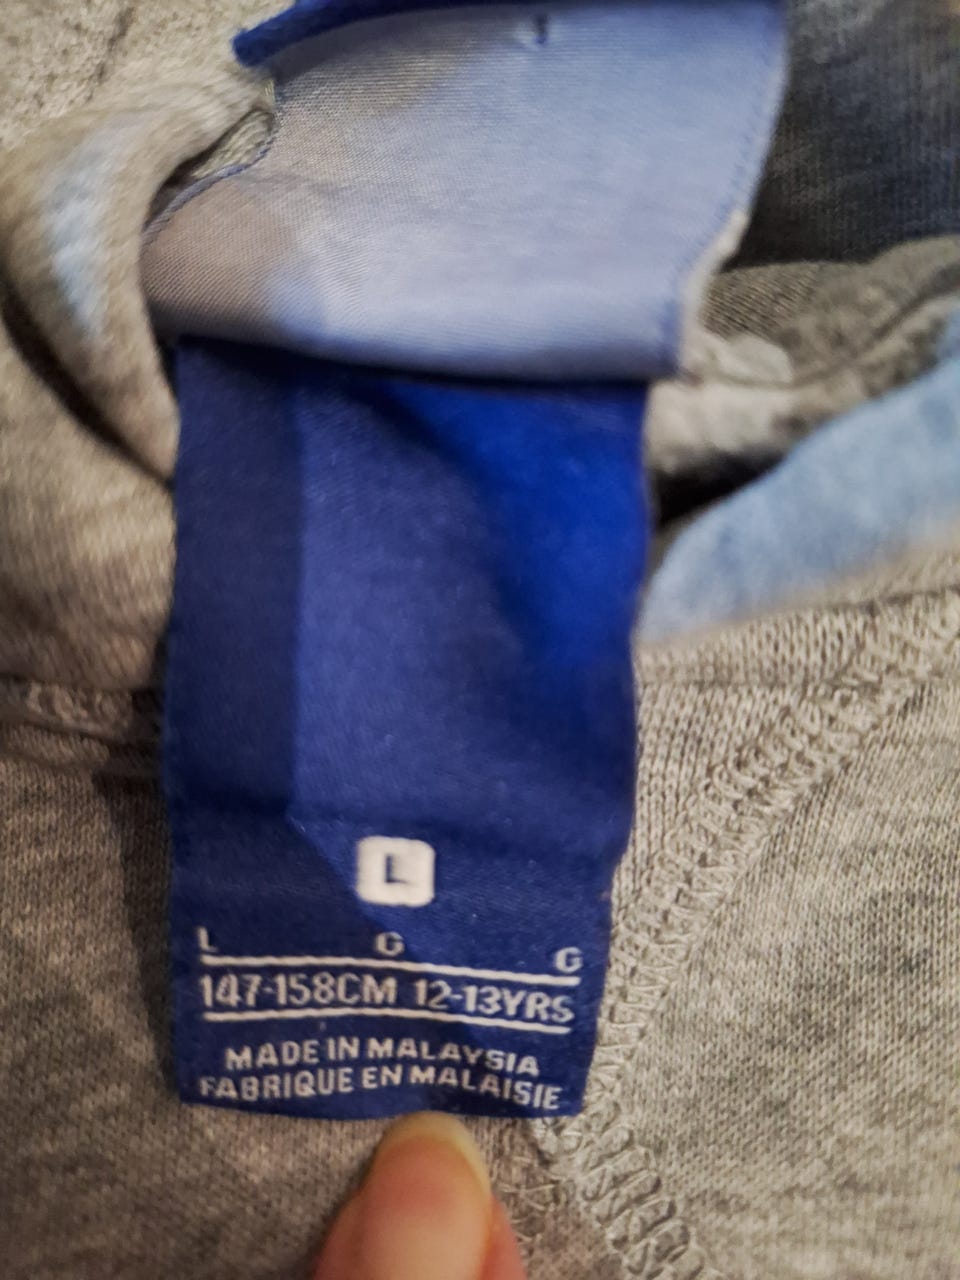 L
L G G
147-158CM 12-13YRS
MADE IN MALAYSIA
FABRIQUE EN MALAISIE